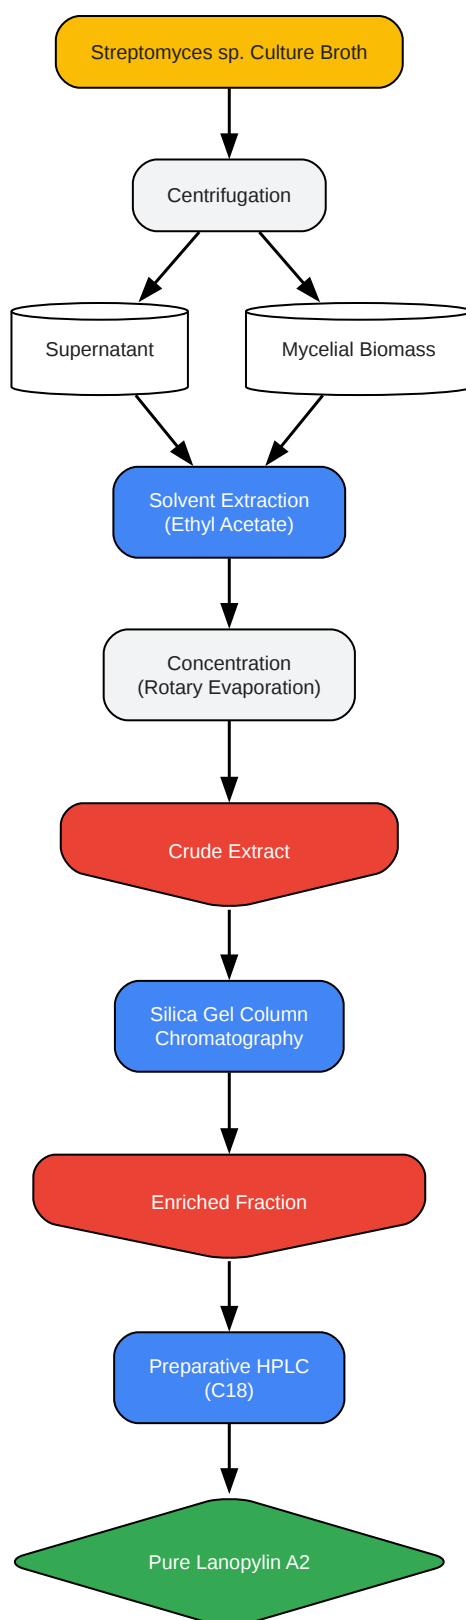 Streptomyces sp. Culture Broth
Centrifugation
Supernatant
Mycelial Biomass
Solvent Extraction
(Ethyl Acetate)
Concentration
(Rotary Evaporation)
Crude Extract
Silica Gel Column
Chromatography
Enriched Fraction
Preparative HPLC
(C18)
Pure Lanopylin A2